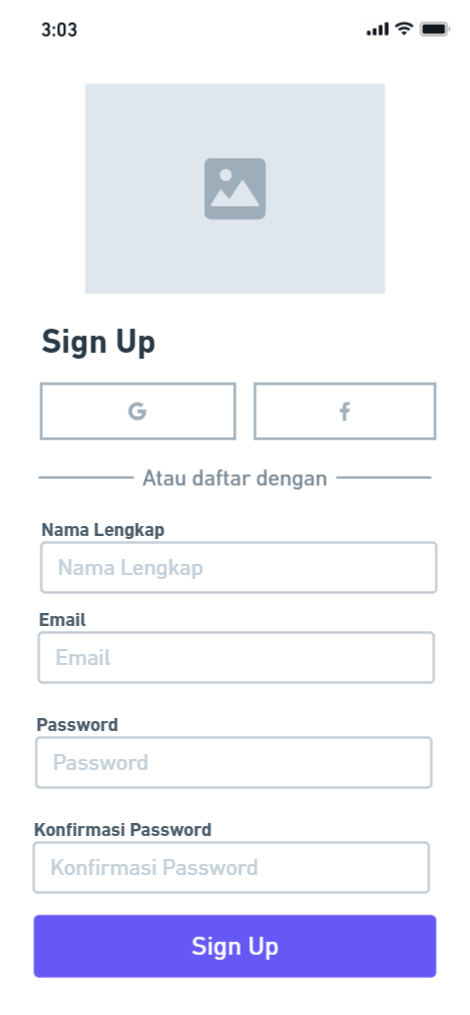 3:03
Sign Up
G f
Atau daftar dengan
Nama Lengkap
Nama Lengkap
Email
Email
Password
Password
Konfirmasi Password
Konfirmasi Password
Sign Up